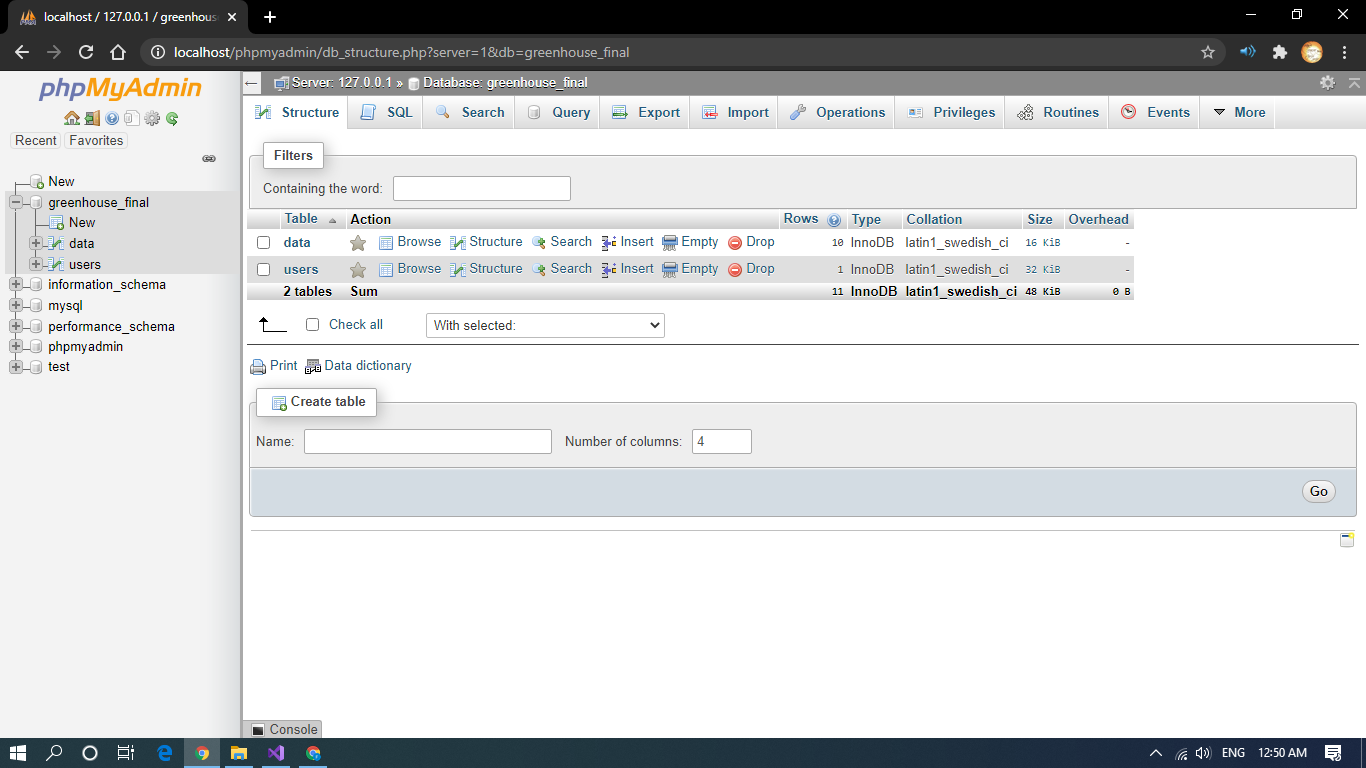 localhost / 127.0.0.1 / greenhouse
localhost/phpmyadmin/db_structure.php?server=1&db=greenhouse_final
phpMyAdmin
Recent Favorites
New
greenhouse_final
New
data
users
information_schema
mysql
performance_schema
phpmyadmin
test
Server: 127.0.0.1 » Database: greenhouse_final
Structure SQL Search Query Export Import Operations Privileges Routines Events More
Filters
Containing the word:
Table Action Rows Type Collation Size Overhead
data Browse Structure Search Insert Empty Drop 10 InnoDB latin1_swedish_ci 16 KiB -
users Browse Structure Search Insert Empty Drop 1 InnoDB latin1_swedish_ci 32 KiB -
2 tables Sum 11 InnoDB latin1_swedish_ci 48 KiB 0 B
Check all With selected:
Print Data dictionary
Create table
Name: Number of columns: 4
Go
Console
ENG 12:50 AM